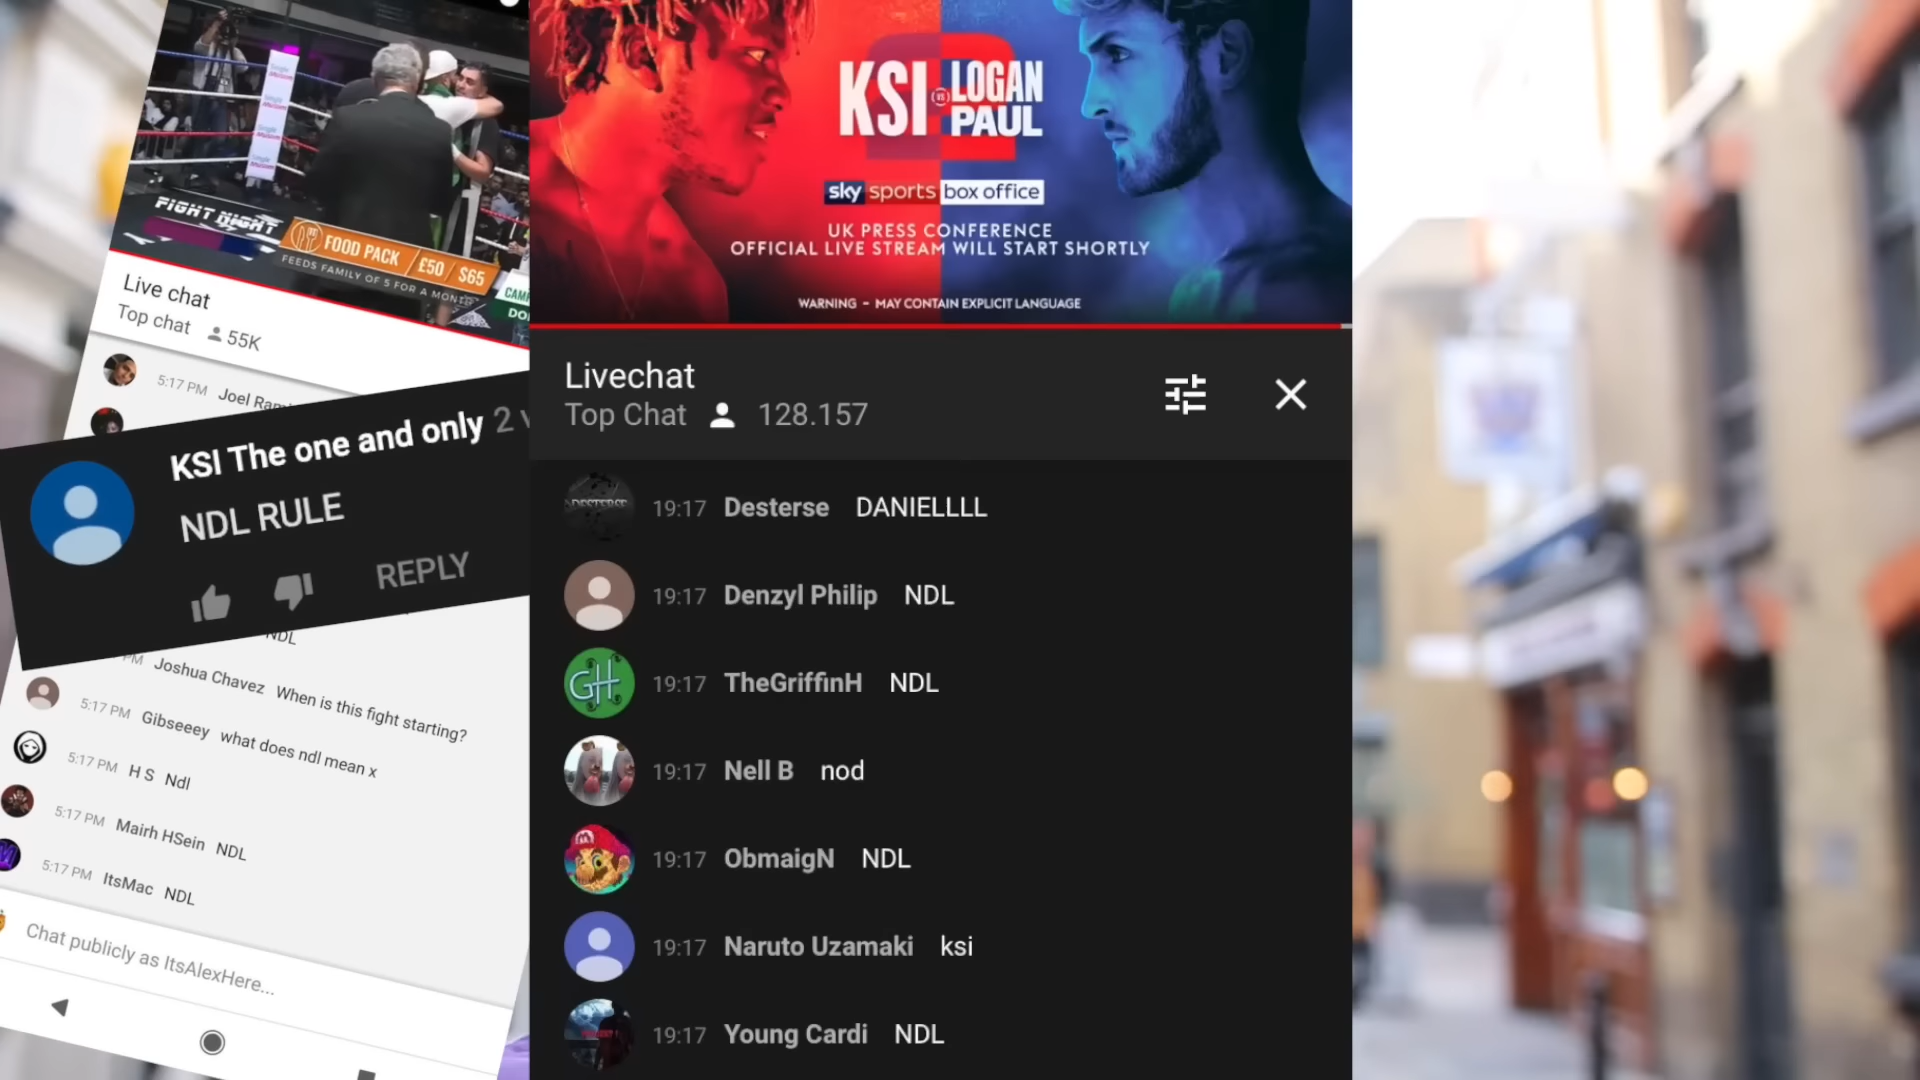 FIGHT NIGHT
FOOD PACK £50 / $65
FEEDS FAMILY OF 5 FOR A MONTH
Live chat
Top chat 55K
5:17 PM Joel
KSI The one and only 2
NDL RULE
REPLY
NDL
PM Joshua Chavez When is this fight starting?
5:17 PM Gibseeey what does ndl mean x
5:17 PM H S Ndl
5:17 PM Mairh HSein NDL
5:17 PM ItsMac NDL
Chat publicly as ItsAlexHere...
KSI VS LOGAN PAUL
2
sky sports box office
UK PRESS CONFERENCE
OFFICIAL LIVE STREAM WILL START SHORTLY
WARNING – MAY CONTAIN EXPLICIT LANGUAGE
Livechat
Top Chat 128.157
DESTERSE
19:17 Desterse DANIELLLL
19:17 Denzyl Philip NDL
GH
19:17 TheGriffinH NDL
19:17 Nell B nod
M
19:17 ObmaigN NDL
19:17 Naruto Uzamaki ksi
19:17 Young Cardi NDL